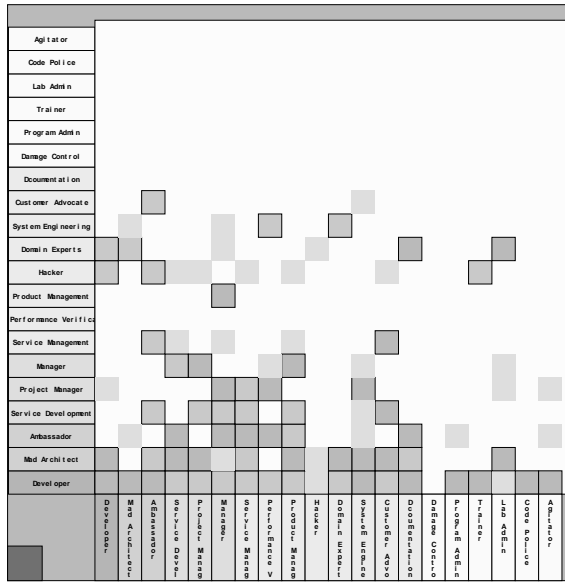 Agitator
Code Police
Lab Admin
Trainer
Program Admin
Damage Control
Dcoumentation
Customer Advocate
System Engineering
Domain Experts
Hacker
Product Management
Performance Verifica
Service Management
Manager
Project Manager
Service Development
Ambassador
Mad Architect
Developer
Developer
Mad Architect
Ambassador
Service Devel
Project Manag
Manager
Service Manag
Performance V
Product Manag
Hacker
Domain Expert
System Engine
Customer Advo
Dcoumentation
Damage Contro
Program Admin
Trainer
Lab Admin
Code Police
Agitator